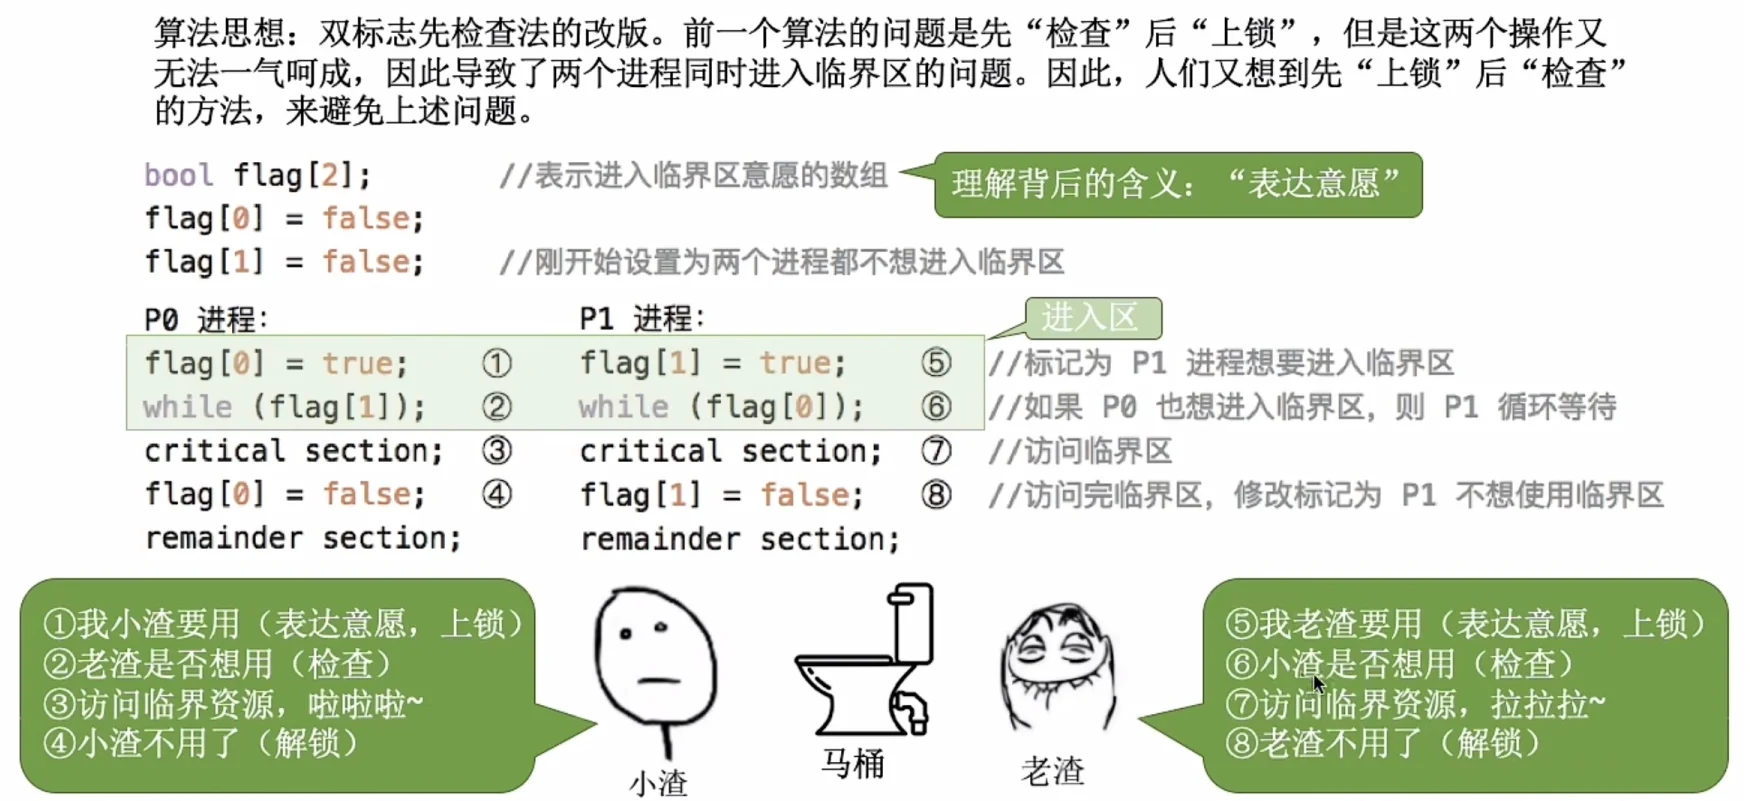 算法思想：双标志先检查法的改版。前一个算法的问题是先“检查”后“上锁”，但是这两个操作又
无法一气呵成，因此导致了两个进程同时进入临界区的问题。因此，人们又想到先“上锁”后“检查”
的方法，来避免上述问题。
bool flag[2]; //表示进入临界区意愿的数组
理解背后的含义：“表达意愿”
flag[0] = false;
flag[1] = false; //刚开始设置为两个进程都不想进入临界区
P0 进程： P1 进程：
进入区
flag[0] = true; ① flag[1] = true; ⑤ //标记为 P1 进程想要进入临界区
while (flag[1]); ② while (flag[0]); ⑥ //如果 P0 也想进入临界区，则 P1 循环等待
critical section; ③ critical section; ⑦ //访问临界区
flag[0] = false; ④ flag[1] = false; ⑧ //访问完临界区，修改标记为 P1 不想使用临界区
remainder section; remainder section;
①我小渣要用（表达意愿，上锁）
②老渣是否想用（检查）
③访问临界资源，啦啦啦~
④小渣不用了（解锁）
小渣
马桶
老渣
⑤我老渣要用（表达意愿，上锁）
⑥小渣是否想用（检查）
⑦访问临界资源，拉拉拉~
⑧老渣不用了（解锁）